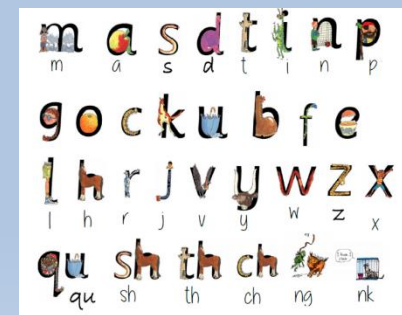 m a s d t i n p
m a s d t i n p
g o c k u b f e
l h r j v y w z x
l h r j v y w z x
qu sh th ch
qu sh th ch ng nk